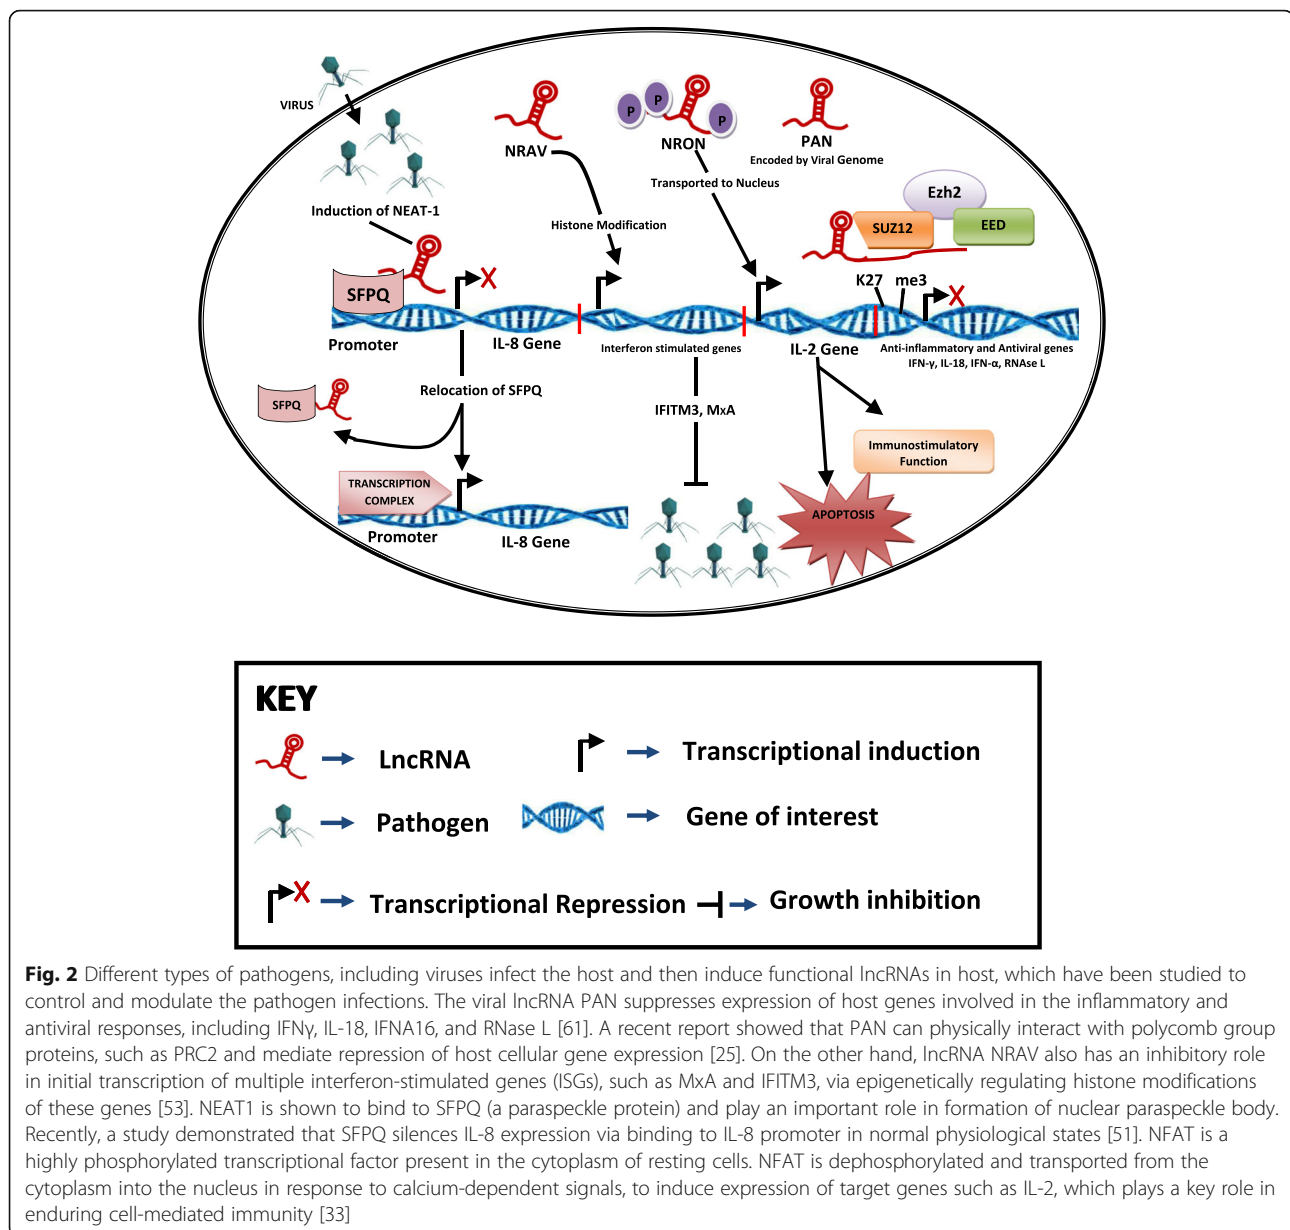 VIRUS
P
P
P
NRAV
NRON
PAN
Encoded by Viral Genome
Transported to Nucleus
Induction of NEAT-1
Histone Modification
Ezh2
SUZ12
EED
SFPQ
K27
me3
Promoter
IL-8 Gene
Interferon stimulated genes
IL-2 Gene
Anti-inflammatory and Antiviral genes
IFN-γ, IL-18, IFN-α, RNAse L
Relocation of SFPQ
SFPQ
IFITM3, MxA
Immunostimulatory
Function
TRANSCRIPTION
COMPLEX
APOPTOSIS
Promoter
IL-8 Gene
KEY
LncRNA
Transcriptional induction
Pathogen
Gene of interest
Transcriptional Repression
Growth inhibition
Fig. 2 Different types of pathogens, including viruses infect the host and then induce functional lncRNAs in host, which have been studied to
control and modulate the pathogen infections. The viral lncRNA PAN suppresses expression of host genes involved in the inflammatory and
antiviral responses, including IFNγ, IL-18, IFNA16, and RNase L [61]. A recent report showed that PAN can physically interact with polycomb group
proteins, such as PRC2 and mediate repression of host cellular gene expression [25]. On the other hand, lncRNA NRAV also has an inhibitory role
in initial transcription of multiple interferon-stimulated genes (ISGs), such as MxA and IFITM3, via epigenetically regulating histone modifications
of these genes [53]. NEAT1 is shown to bind to SFPQ (a paraspeckle protein) and play an important role in formation of nuclear paraspeckle body.
Recently, a study demonstrated that SFPQ silences IL-8 expression via binding to IL-8 promoter in normal physiological states [51]. NFAT is a
highly phosphorylated transcriptional factor present in the cytoplasm of resting cells. NFAT is dephosphorylated and transported from the
cytoplasm into the nucleus in response to calcium-dependent signals, to induce expression of target genes such as IL-2, which plays a key role in
enduring cell-mediated immunity [33]